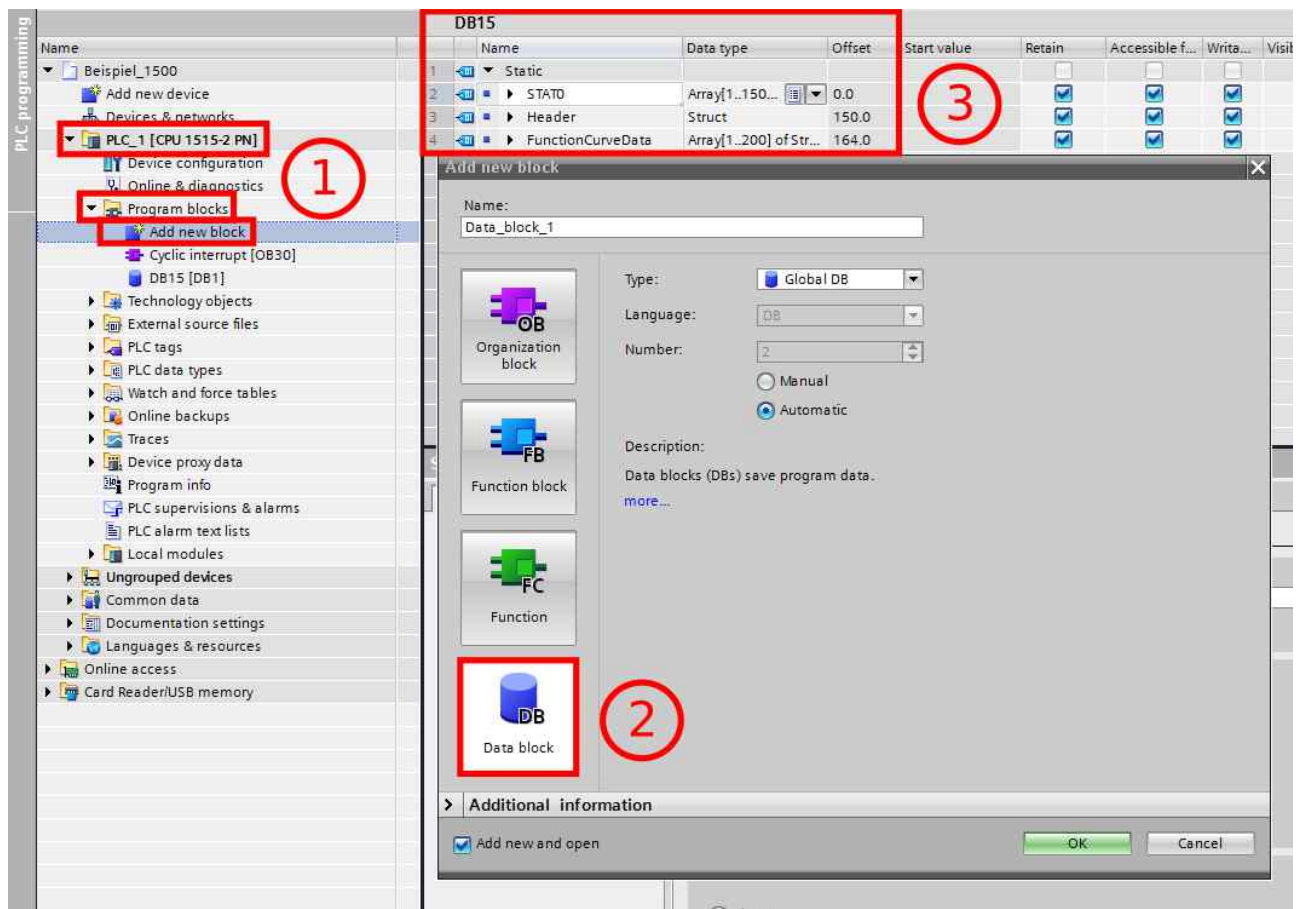 PLC programming
Name
Beispiel_1500
Add new device
Devices & networks
PLC_1 [CPU 1515-2 PN]
Device configuration
Online & diagnostics
Program blocks
Add new block
Cyclic interrupt [OB30]
DB15 [DB1]
Technology objects
External source files
PLC tags
PLC data types
Watch and force tables
Online backups
Traces
Device proxy data
Program info
PLC supervisions & alarms
PLC alarm text lists
Local modules
Ungrouped devices
Common data
Documentation settings
Languages & resources
Online access
Card Reader/USB memory
1
DB15
Name Data type Offset Start value Retain Accessible f... Writa... Visib
1 Static
2 STAT0 Array[1..150... 0.0
3 Header Struct 150.0
4 FunctionCurveData Array[1..200] of Str... 164.0
3
Add new block
Name:
Data_block_1
OB
Organization
block
FB
Function block
FC
Function
DB
Data block
2
Type: Global DB
Language: DB
Number: 2
Manual
Automatic
Description:
Data blocks (DBs) save program data.
more...
Additional information
Add new and open
OK
Cancel